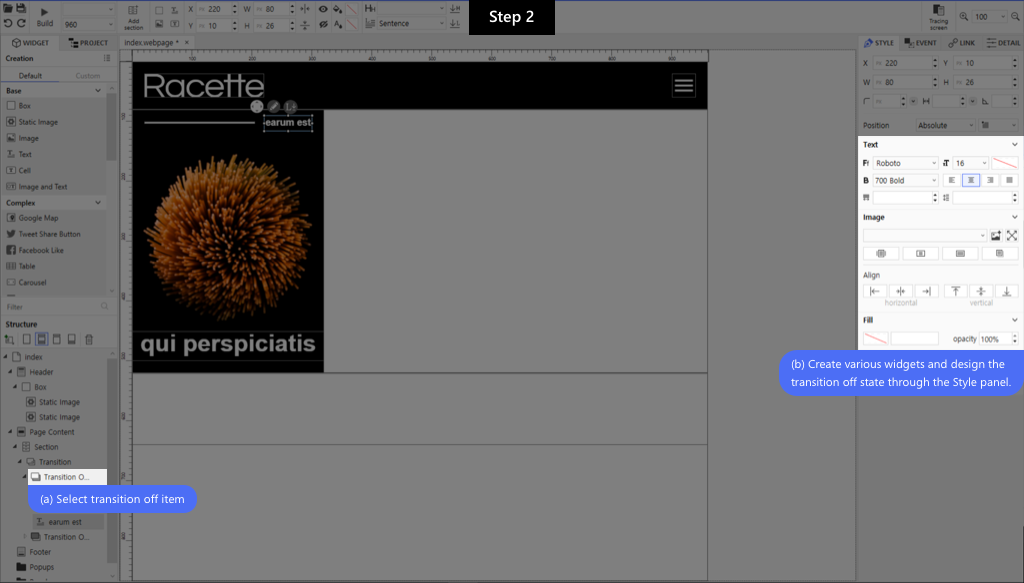 Step 2
X
220
W
80
Build
960
Add
section
Y
10
H
26
Sentence
Tracing
screen
100
WIDGET
PROJECT
index.webpage *
STYLE
EVENT
LINK
DETAIL
Creation
Default
Custom
Base
Box
Static Image
Image
Text
Cell
Image and Text
Complex
Google Map
Tweet Share Button
Facebook Like
Table
Carousel
Filter
Structure
index
Header
Box
Static Image
Static Image
Page Content
Section
Transition
Transition O...
(a) Select transition off item
earum est
Transition O...
Footer
Popups
Racette
earum est
qui perspiciatis
X
220
Y
10
W
80
H
26
Position
Absolute
Text
Roboto
16
B
700 Bold
Image
Align
horizontal
vertical
Fill
opacity
100%
(b) Create various widgets and design the
transition off state through the Style panel.